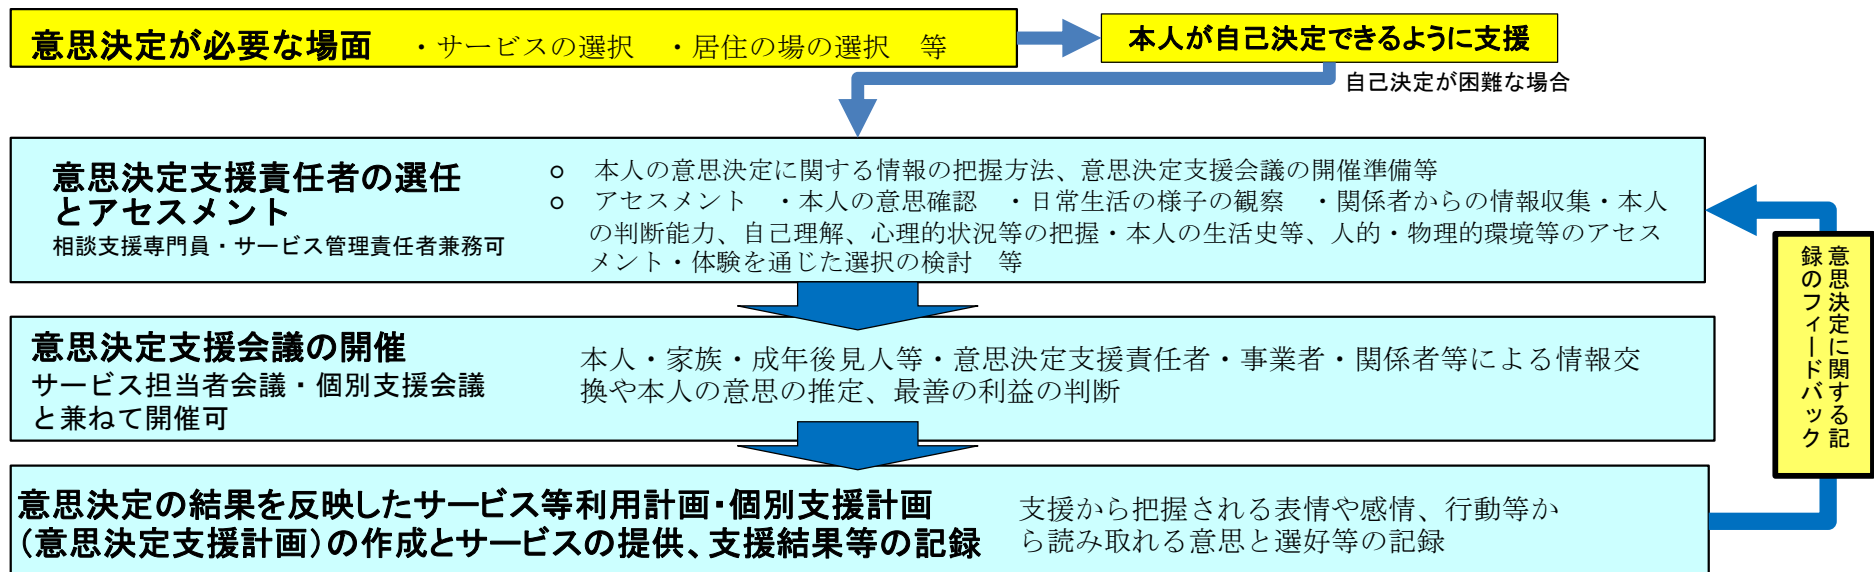 意思決定が必要な場面　・サービスの選択　・居住の場の選択　等
本人が自己決定できるように支援
自己決定が困難な場合
意思決定支援責任者の選任
とアセスメント
相談支援専門員・サービス管理責任者兼務可
○　本人の意思決定に関する情報の把握方法、意思決定支援会議の開催準備等
○　アセスメント　・本人の意思確認　・日常生活の様子の観察　・関係者からの情報収集・本人
の判断能力、自己理解、心理的状況等の把握・本人の生活史等、人的・物理的環境等のアセス
メント・体験を通じた選択の検討　等
意思決定支援会議の開催
サービス担当者会議・個別支援会議
と兼ねて開催可
本人・家族・成年後見人等・意思決定支援責任者・事業者・関係者等による情報交
換や本人の意思の推定、最善の利益の判断
意思決定の結果を反映したサービス等利用計画・個別支援計画
（意思決定支援計画）の作成とサービスの提供、支援結果等の記録
支援から把握される表情や感情、行動等か
ら読み取れる意思と選好等の記録
意思決定に関する記
録のフィードバック